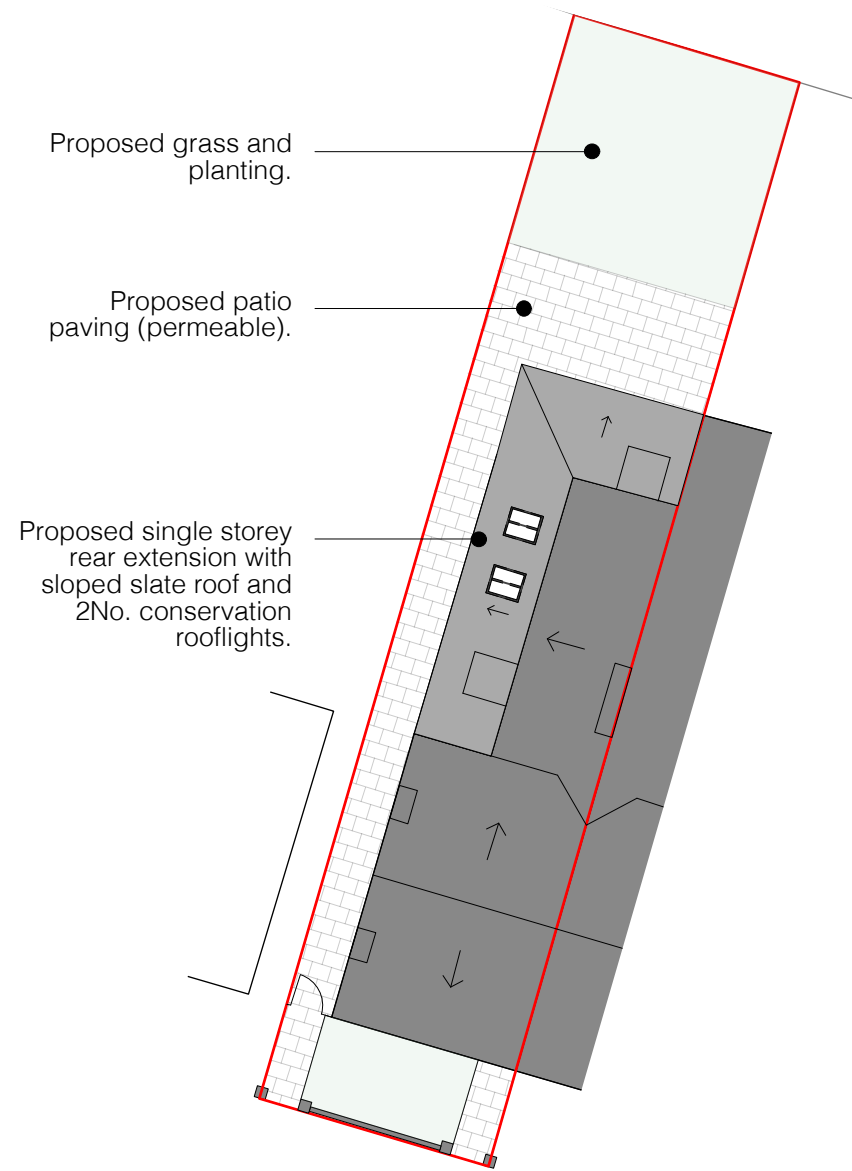 Proposed grass and
planting.
Proposed patio
paving (permeable).
Proposed single storey
rear extension with
sloped slate roof and
2No. conservation
rooflights.